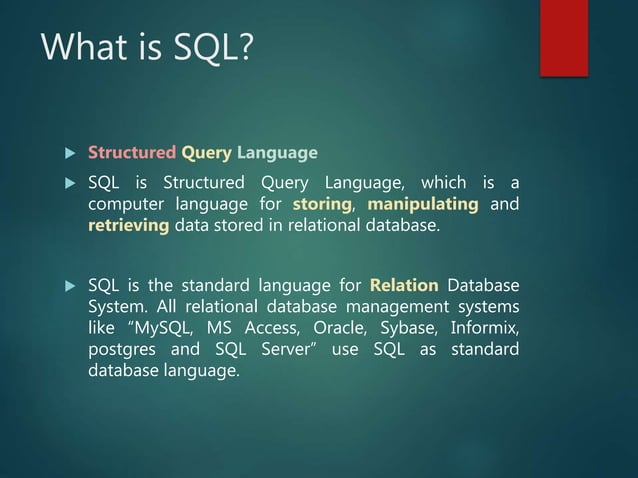 What is SQL?
Structured Query Language
SQL is Structured Query Language, which is a
computer language for storing, manipulating and
retrieving data stored in relational database.
SQL is the standard language for Relation Database
System. All relational database management systems
like “MySQL, MS Access, Oracle, Sybase, Informix,
postgres and SQL Server” use SQL as standard
database language.